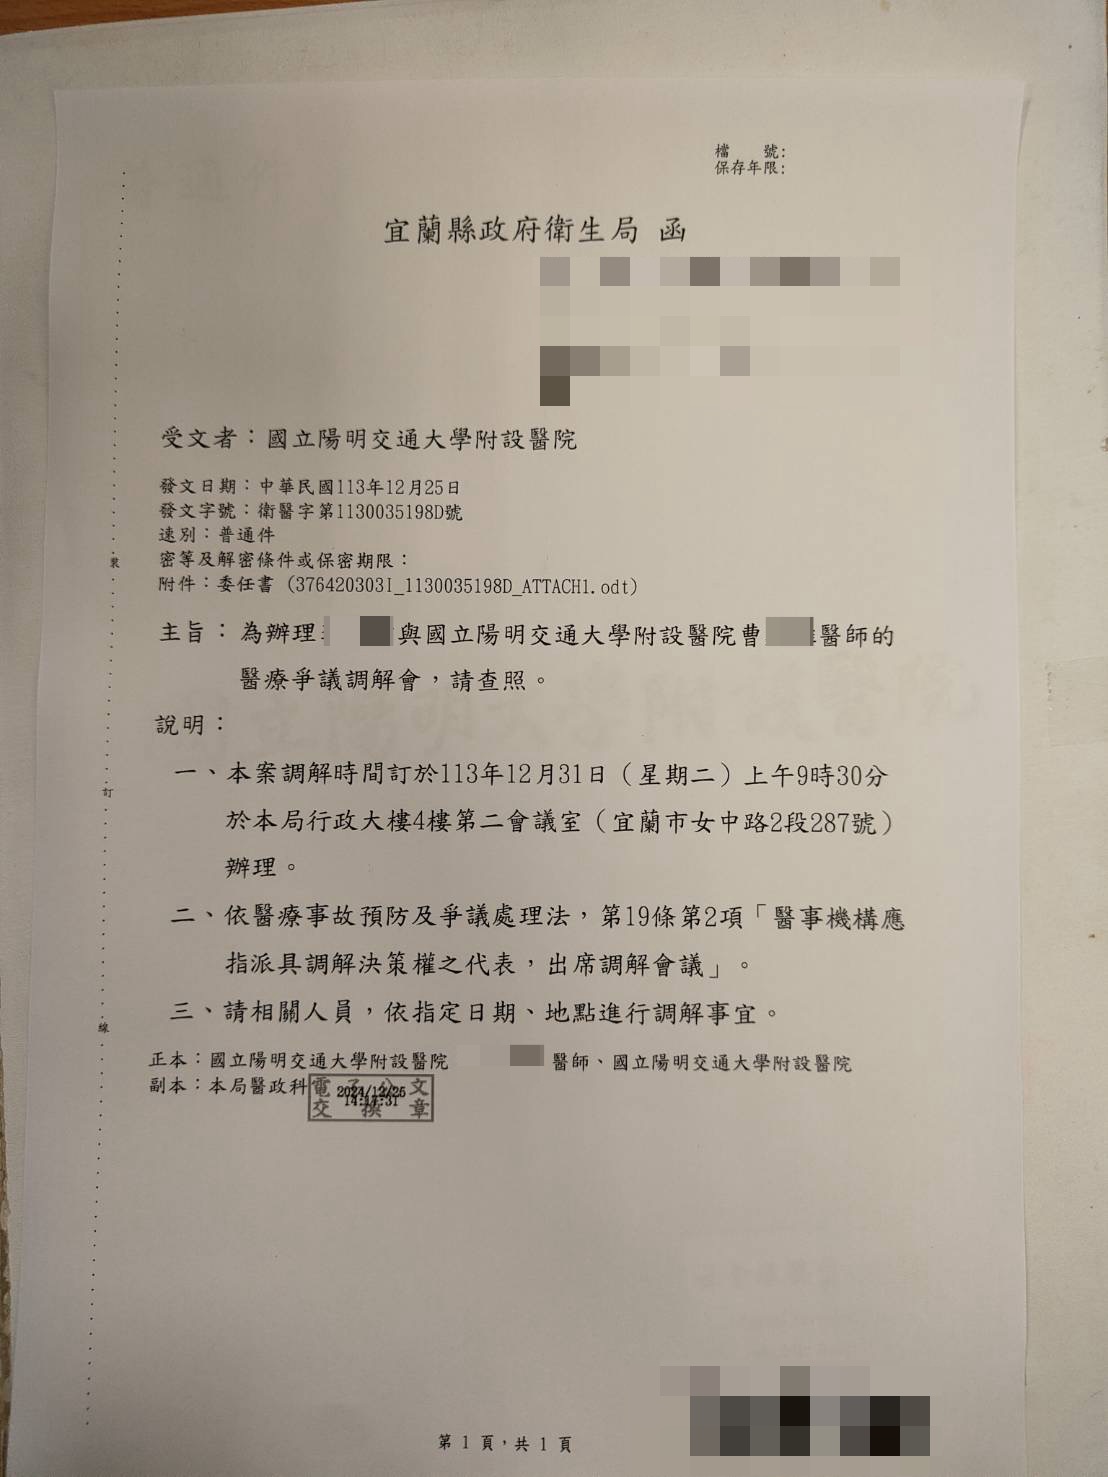 檔　　號:
保存年限:
宜蘭縣政府衛生局 函
受文者：國立陽明交通大學附設醫院
發文日期：中華民國113年12月25日
發文字號：衛醫字第1130035198D號
速別：普通件
密等及解密條件或保密期限：
附件：委任書 (376420303I_1130035198D_ATTACH1.odt)
主旨：為辦理 與國立陽明交通大學附設醫院曹 醫師的
醫療爭議調解會，請查照。
說明：
一、本案調解時間訂於113年12月31日（星期二）上午9時30分
於本局行政大樓4樓第二會議室（宜蘭市女中路2段287號）
辦理。
二、依醫療事故預防及爭議處理法，第19條第2項「醫事機構應
指派具調解決策權之代表，出席調解會議」。
三、請相關人員，依指定日期、地點進行調解事宜。
正本：國立陽明交通大學附設醫院 醫師、國立陽明交通大學附設醫院
副本：本局醫政科
電子公文
2024/12/25
14:17:31
交換章
裝
訂
線
第 1 頁，共 1 頁